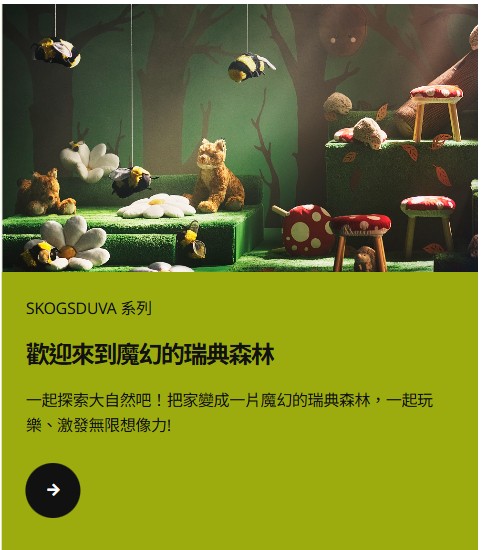 SKOGSDUVA 系列
歡迎來到魔幻的瑞典森林
一起探索大自然吧！把家變成一片魔幻的瑞典森林，一起玩
樂、激發無限想像力!